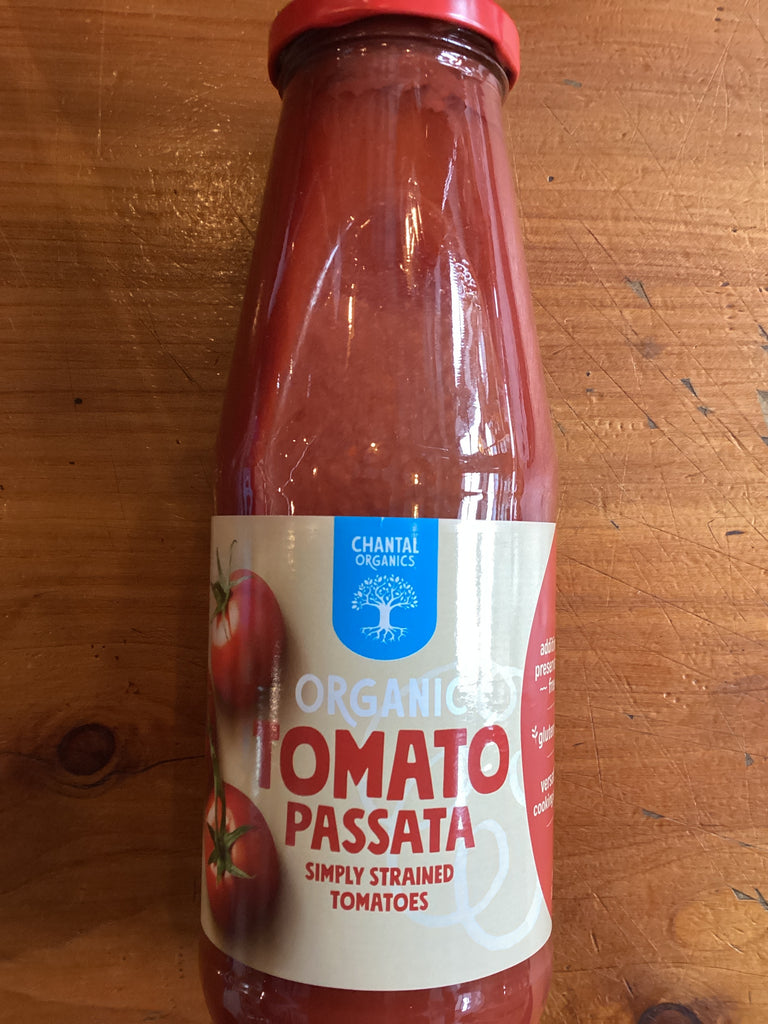 CHANTAL
ORGANICS
ORGANIC
TOMATO
PASSATA
SIMPLY STRAINED
TOMATOES